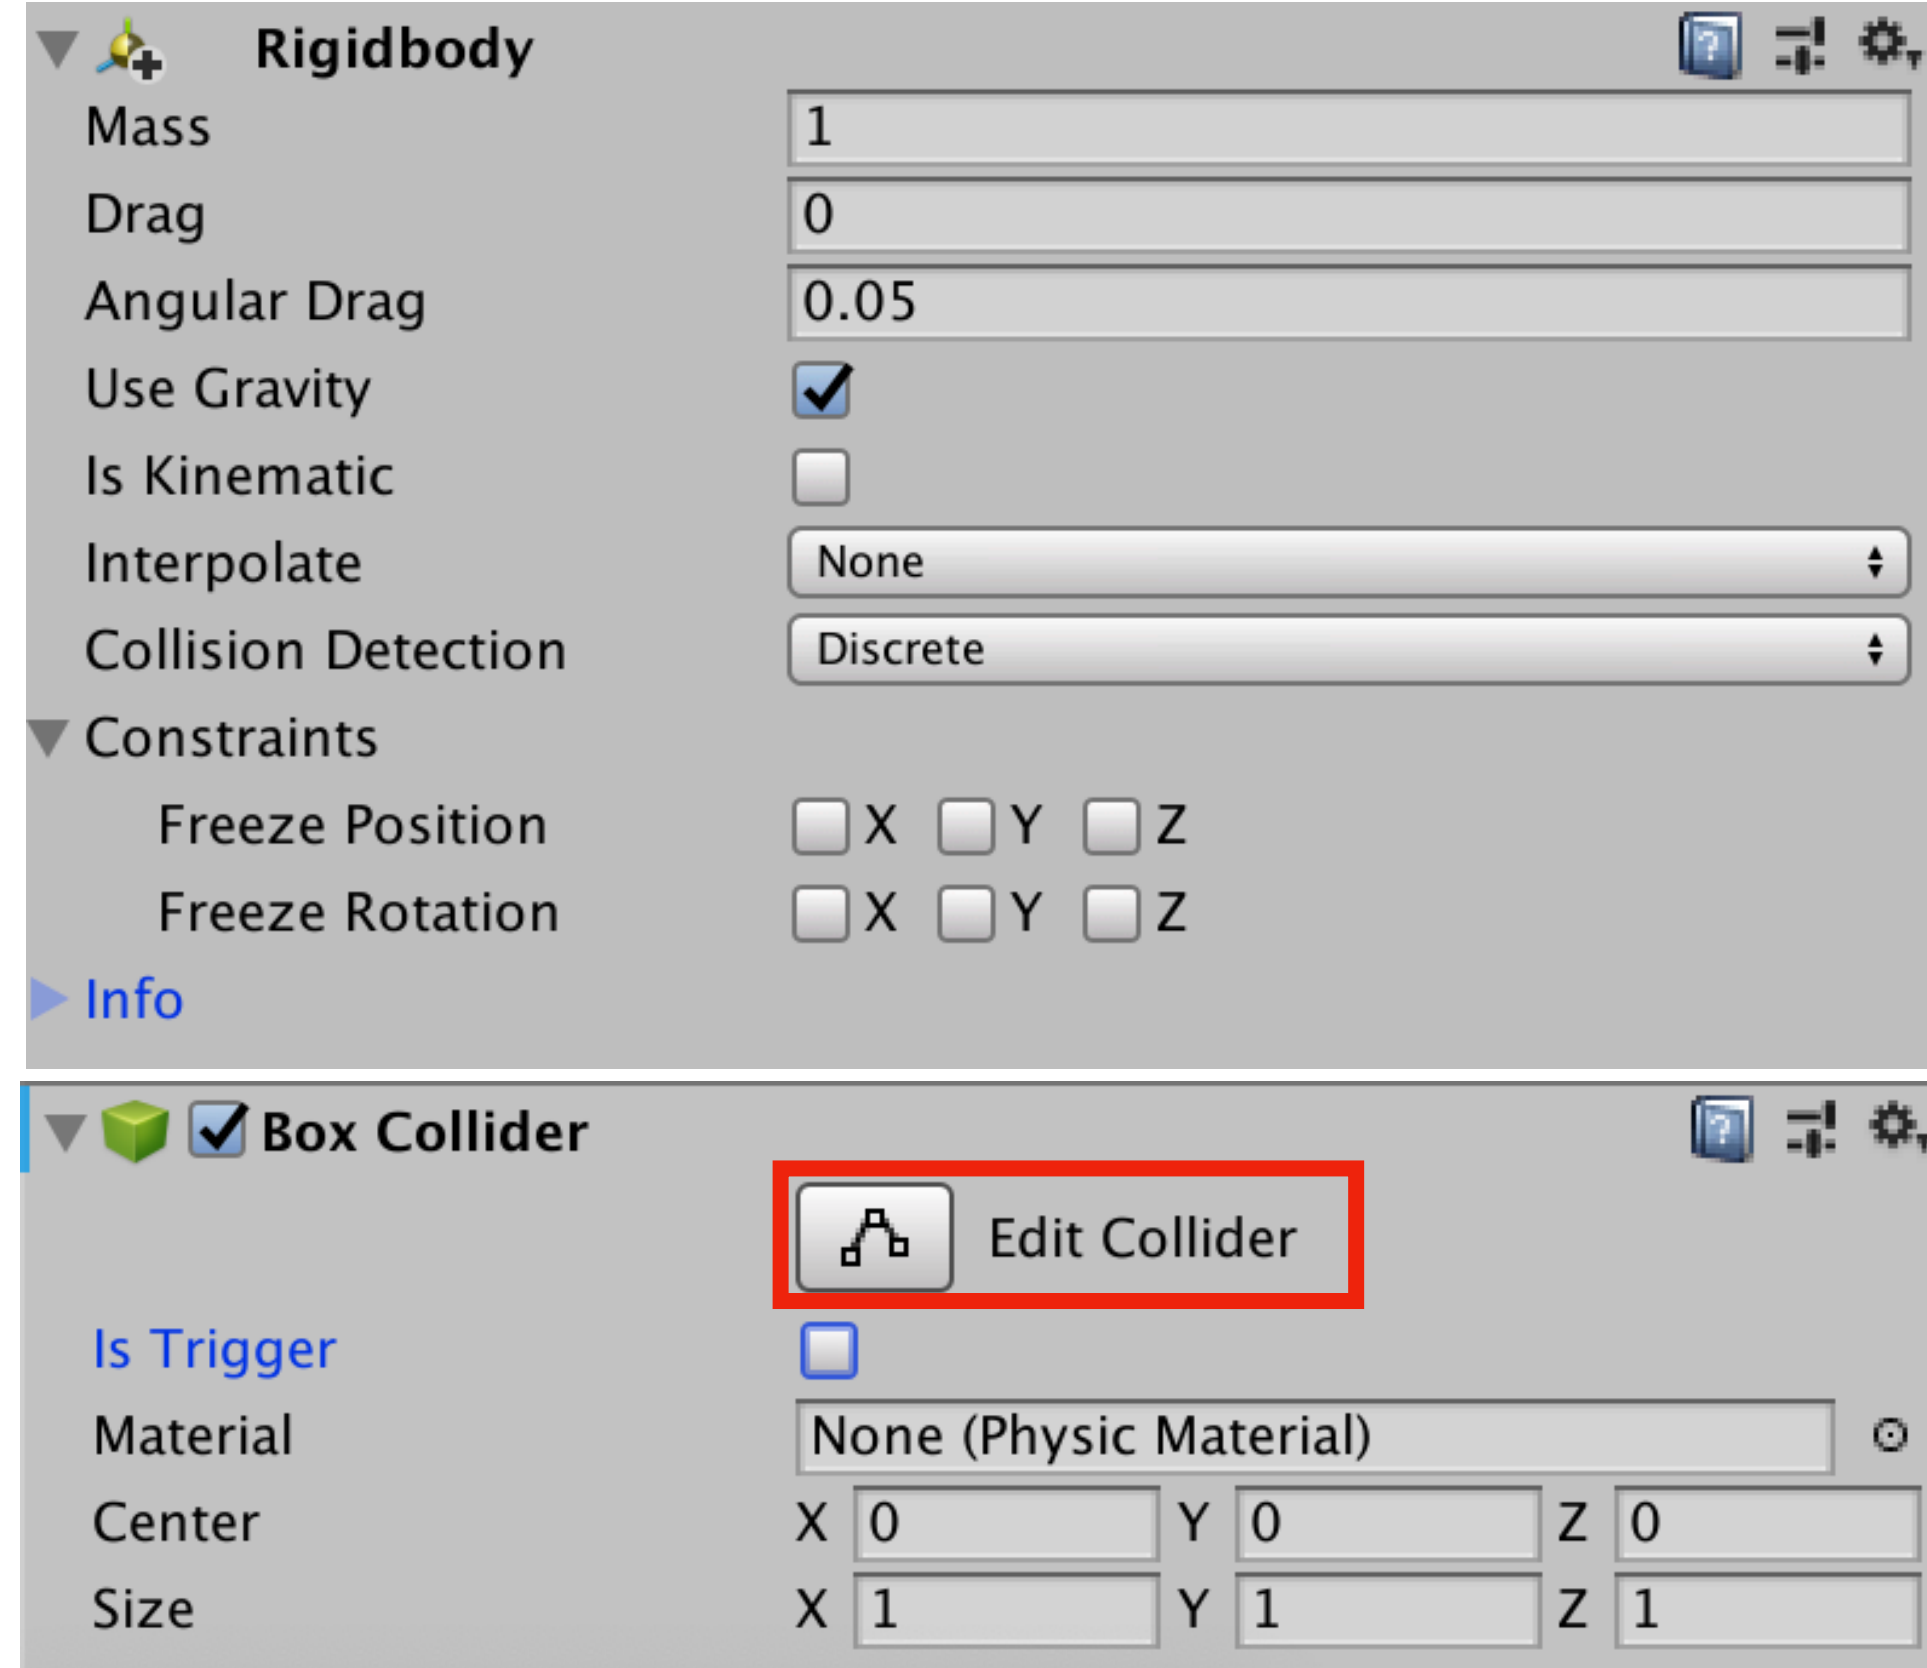 Rigidbody
Mass 1
Drag 0
Angular Drag 0.05
Use Gravity
Is Kinematic
Interpolate None
Collision Detection Discrete
Constraints
Freeze Position X Y Z
Freeze Rotation X Y Z
Info
Box Collider
Edit Collider
Is Trigger
Material None (Physic Material)
Center X 0 Y 0 Z 0
Size X 1 Y 1 Z 1